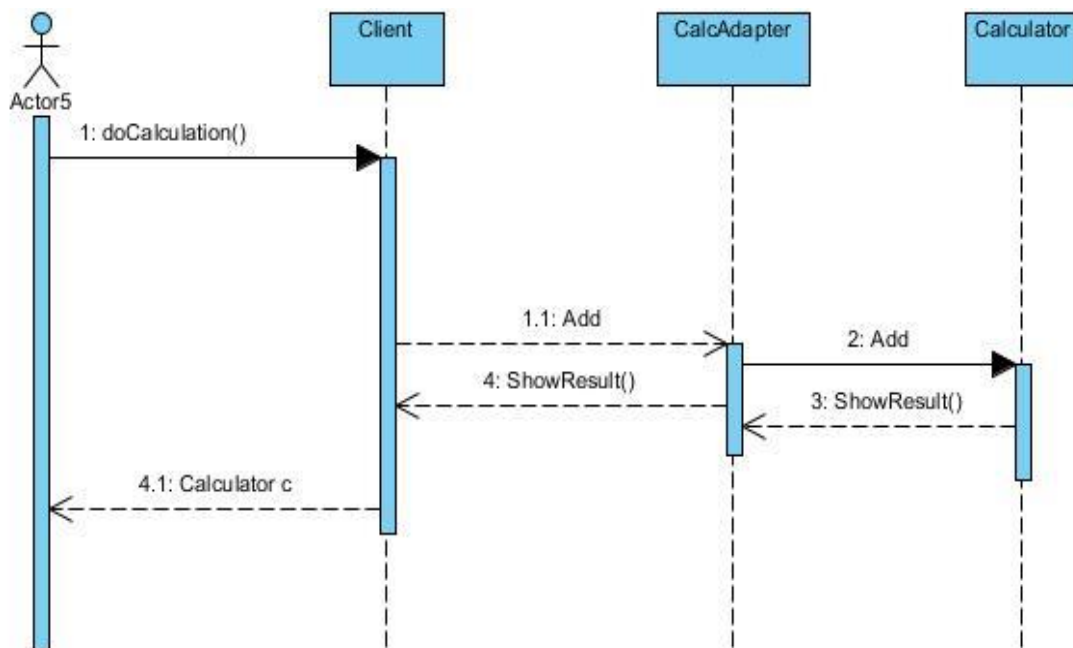 Client
CalcAdapter
Calculator
Actor5
1: doCalculation()
1.1: Add
2: Add
4: ShowResult()
3: ShowResult()
4.1: Calculator c